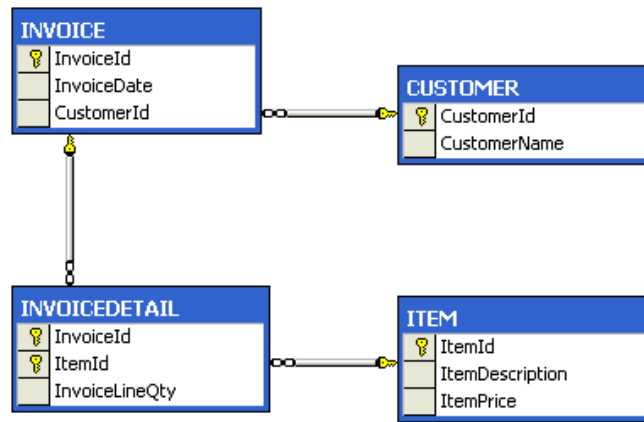 INVOICE
InvoiceId
InvoiceDate
CustomerId
CUSTOMER
CustomerId
CustomerName
INVOICEDETAIL
InvoiceId
ItemId
InvoiceLineQty
ITEM
ItemId
ItemDescription
ItemPrice